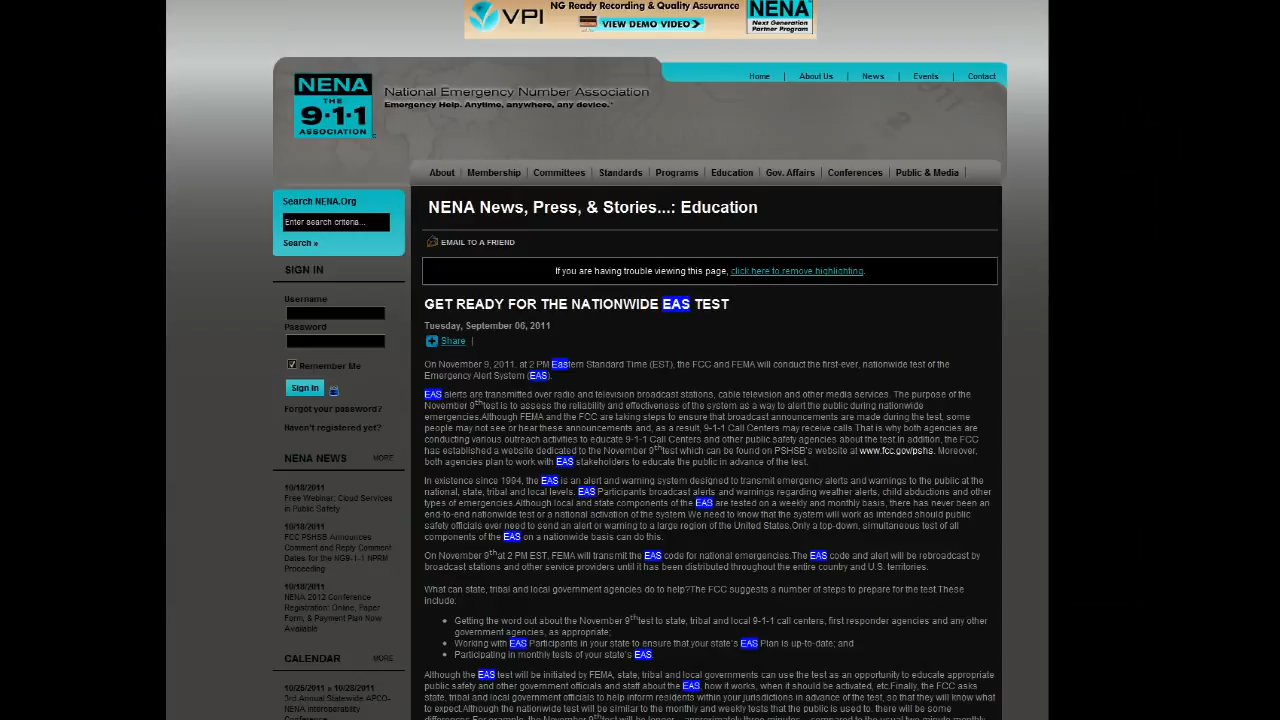 NG Ready Recording & Quality Assurance
VPI
VIEW DEMO VIDEO
NENA
Next Generation
Partner Program
Home | About Us | News | Events | Contact
NENA
THE
9·1·1
ASSOCIATION
National Emergency Number Association
Emergency Help. Anytime, anywhere, any device.
About | Membership | Committees | Standards | Programs | Education | Gov. Affairs | Conferences | Public & Media |
Search NENA.Org
Enter search criteria...
Search »
SIGN IN
Username
Password
Remember Me
Sign In
Forgot your password?
Haven't registered yet?
NENA NEWS MORE
10/18/2011
Free Webinar: Cloud Services
in Public Safety
10/18/2011
FCC PSHSB Announces
Comment and Reply Comment
Dates for the NG9-1-1 NPRM
Proceeding
10/18/2011
NENA 2012 Conference
Registration: Online, Paper
Form, & Payment Plan Now
Available
CALENDAR MORE
10/25/2011 » 10/28/2011
3rd Annual Statewide APCO-
NENA Interoperability
Conference
NENA News, Press, & Stories...: Education
EMAIL TO A FRIEND
If you are having trouble viewing this page, click here to remove highlighting.
GET READY FOR THE NATIONWIDE EAS TEST
Tuesday, September 06, 2011
Share |
On November 9, 2011. at 2 PM Eastern Standard Time (EST), the FCC and FEMA will conduct the first-ever, nationwide test of the
Emergency Alert System (EAS).
EAS alerts are transmitted over radio and television broadcast stations, cable television and other media services. The purpose of the
November 9th test is to assess the reliability and effectiveness of the system as a way to alert the public during nationwide
emergencies.Although FEMA and the FCC are taking steps to ensure that broadcast announcements are made during the test, some
people may not see or hear these announcements and, as a result, 9-1-1 Call Centers may receive calls.That is why both agencies are
conducting various outreach activities to educate 9-1-1 Call Centers and other public safety agencies about the test.In addition, the FCC
has established a website dedicated to the November 9th test which can be found on PSHSB's website at www.fcc.gov/pshs. Moreover,
both agencies plan to work with EAS stakeholders to educate the public in advance of the test.
In existence since 1994, the EAS is an alert and warning system designed to transmit emergency alerts and warnings to the public at the
national, state, tribal and local levels. EAS Participants broadcast alerts and warnings regarding weather alerts, child abductions and other
types of emergencies.Although local and state components of the EAS are tested on a weekly and monthly basis, there has never been an
end-to-end nationwide test or a national activation of the system.We need to know that the system will work as intended should public
safety officials ever need to send an alert or warning to a large region of the United States.Only a top-down, simultaneous test of all
components of the EAS on a nationwide basis can do this.
On November 9th at 2 PM EST, FEMA will transmit the EAS code for national emergencies.The EAS code and alert will be rebroadcast by
broadcast stations and other service providers until it has been distributed throughout the entire country and U.S. territories.
What can state, tribal and local government agencies do to help?The FCC suggests a number of steps to prepare for the test.These
include:
• Getting the word out about the November 9th test to state, tribal and local 9-1-1 call centers, first responder agencies and any other
government agencies, as appropriate;
• Working with EAS Participants in your state to ensure that your state's EAS Plan is up-to-date; and
• Participating in monthly tests of your state's EAS.
Although the EAS test will be initiated by FEMA, state, tribal and local governments can use the test as an opportunity to educate appropriate
public safety and other government officials and staff about the EAS, how it works, when it should be activated, etc.Finally, the FCC asks
state, tribal and local government officials to help inform residents within your jurisdictions in advance of the test, so that they will know what
to expect.Although the nationwide test will be similar to the monthly and weekly tests that the public is used to, there will be some
differences.For example, the November 9th test will be longer – approximately three minutes – compared to the usual two minute monthly